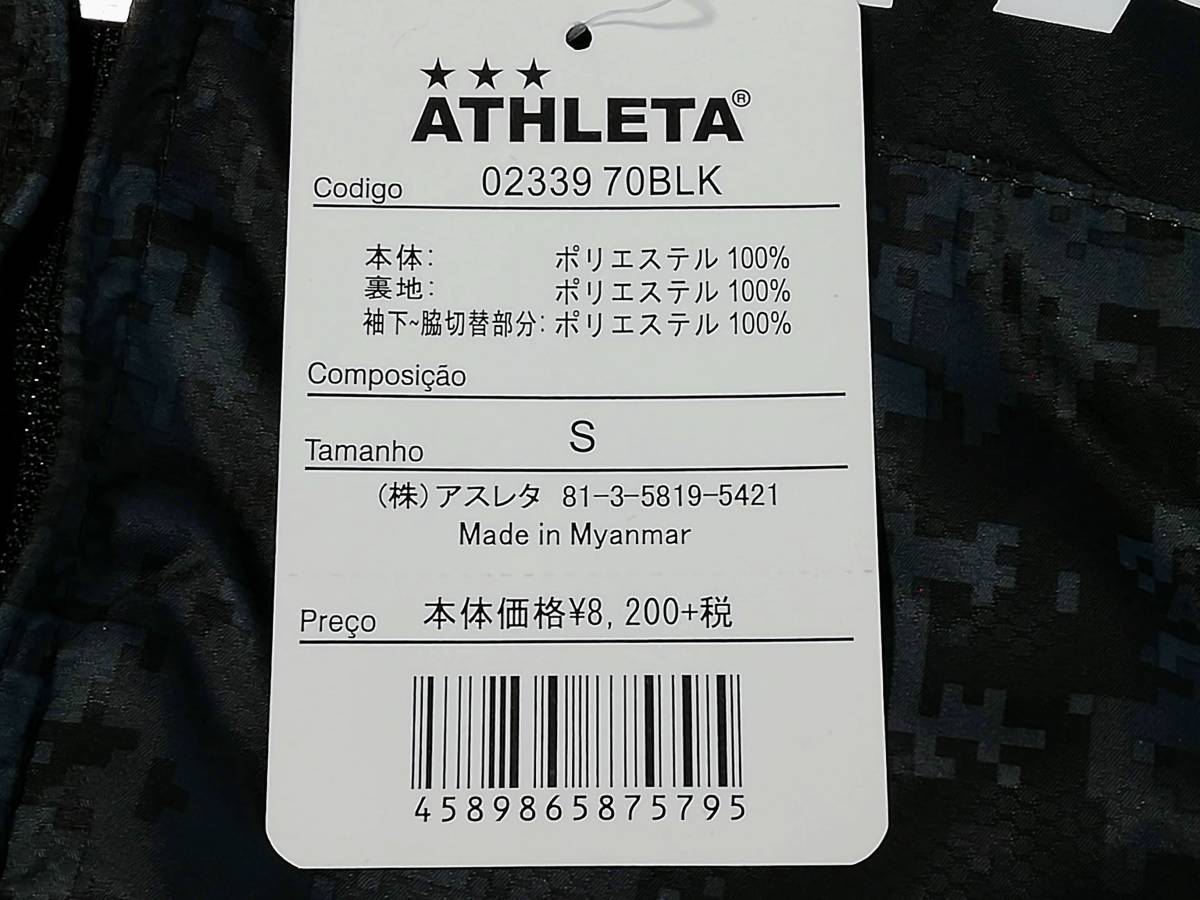 ★★★
ATHLETA®
Codigo 02339 70BLK
本体: ポリエステル 100%
裏地: ポリエステル 100%
袖下~脇切替部分: ポリエステル 100%
Composição
Tamanho S
(株)アスレタ 81-3-5819-5421
Made in Myanmar
Preço 本体価格¥8,200+税
4589865875795